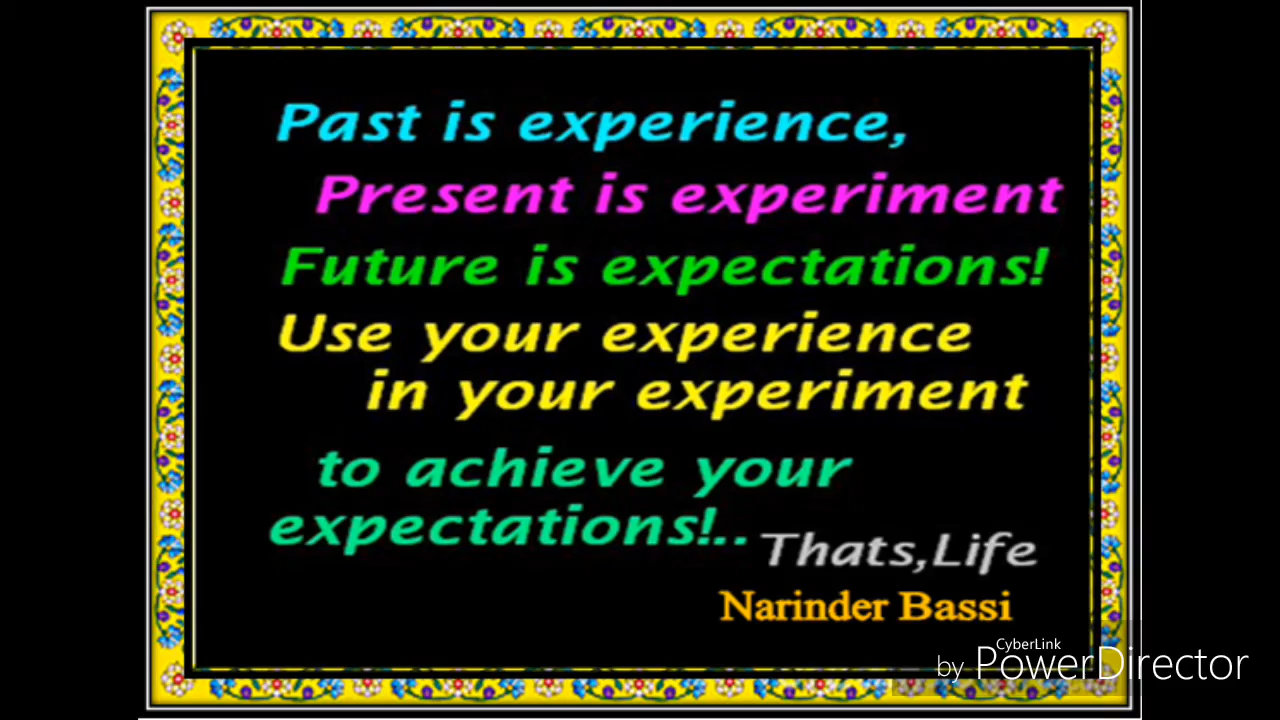 Past is experience,
Present is experiment
Future is expectations!
Use your experience
in your experiment
to achieve your
expectations!..
Thats,Life
Narinder Bassi
CyberLink
by PowerDirector